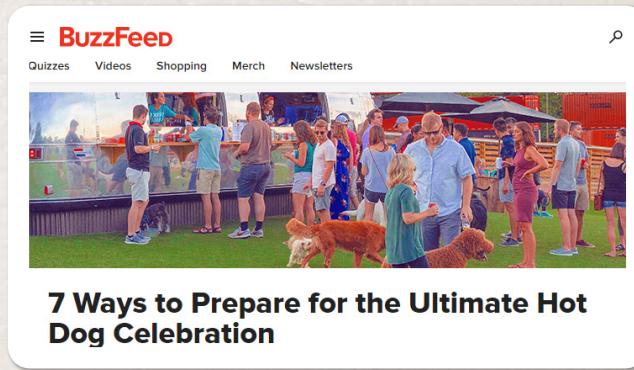 BuzzFeed
Quizzes Videos Shopping Merch Newsletters
7 Ways to Prepare for the Ultimate Hot
Dog Celebration